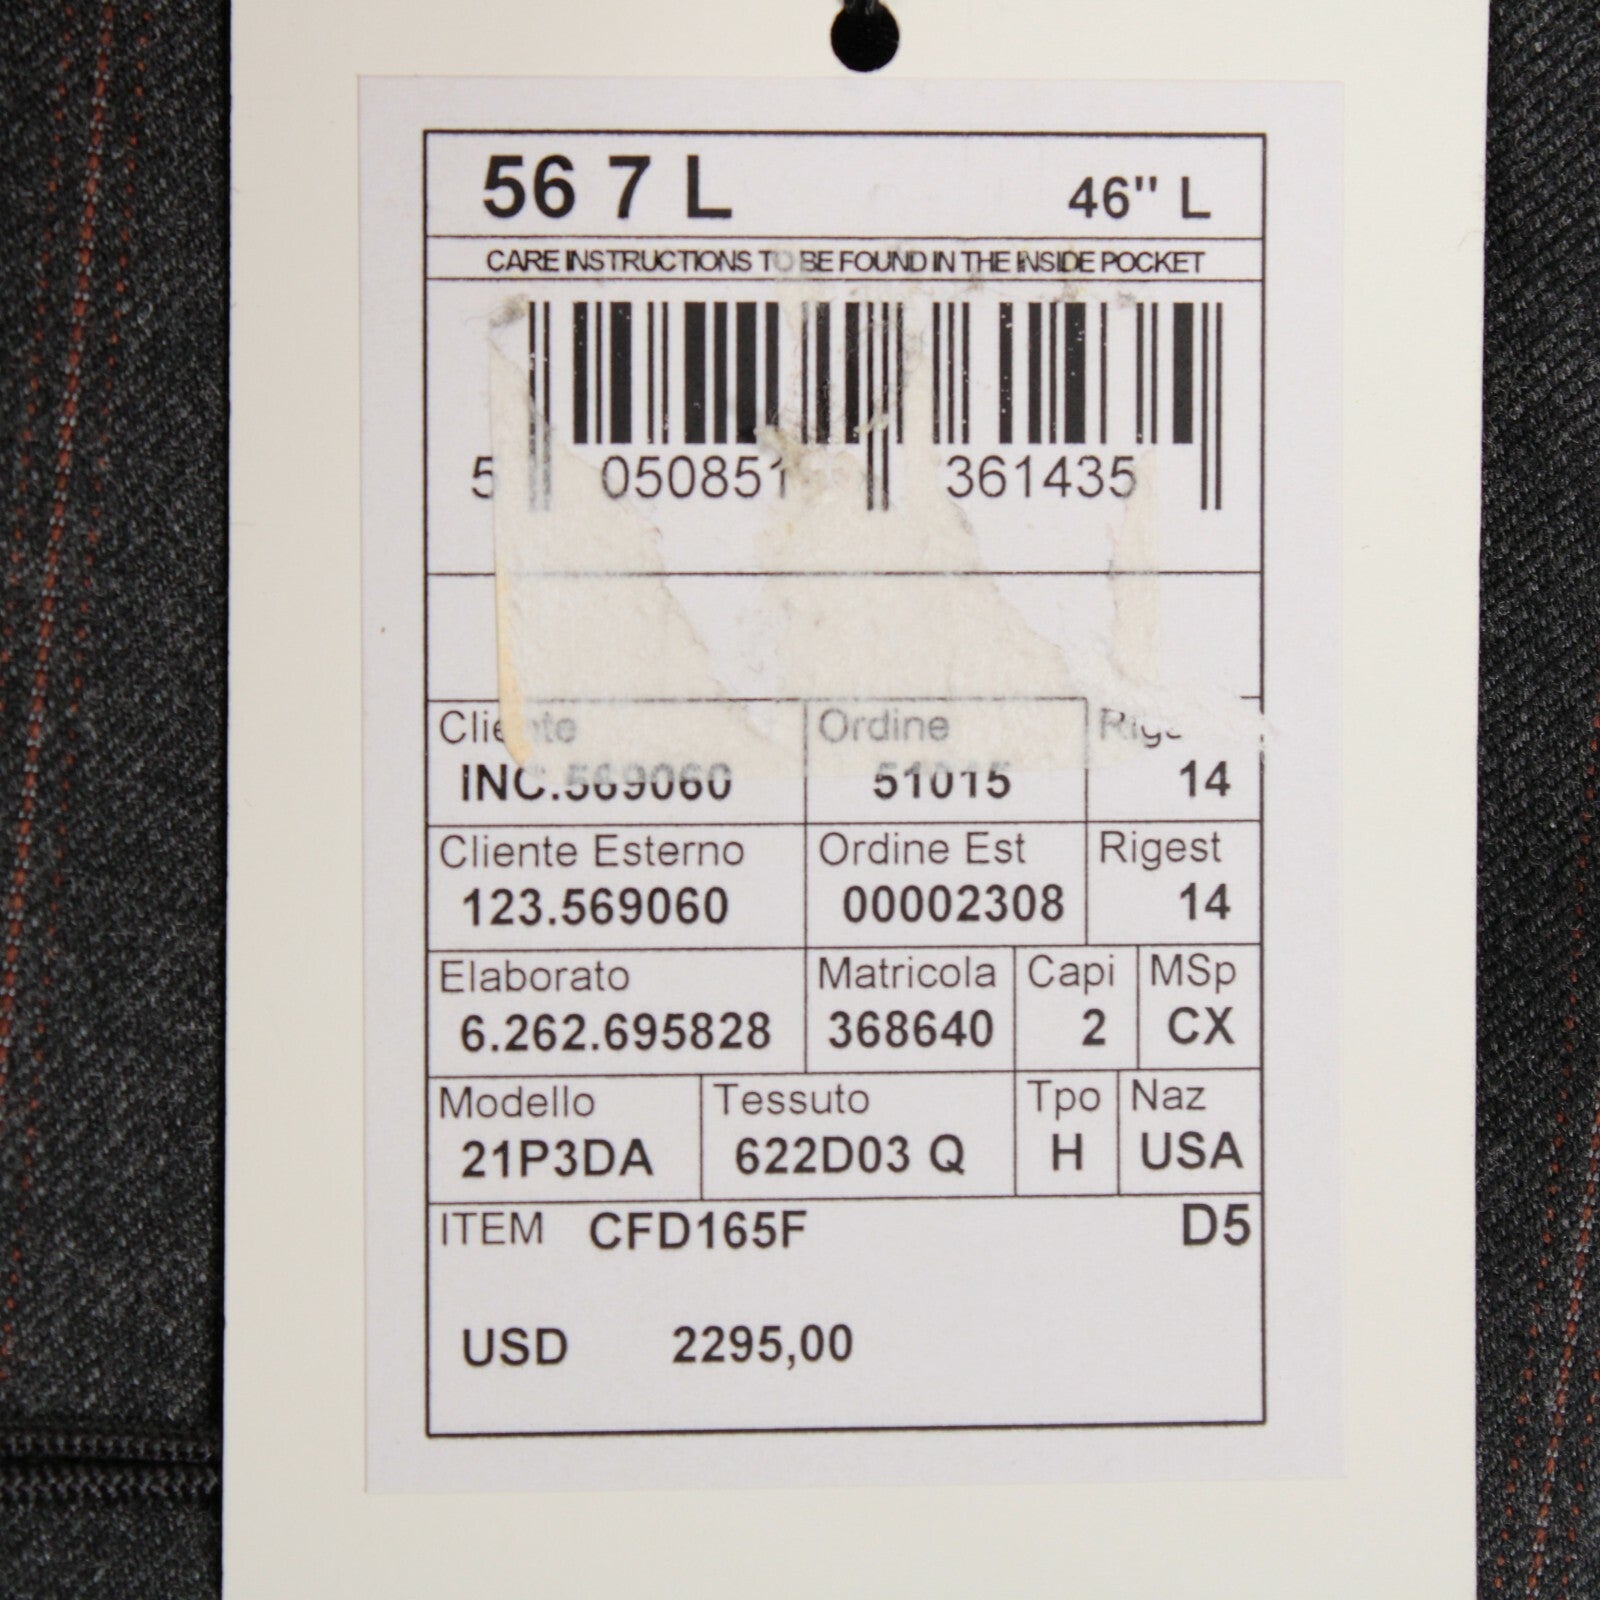 56 7 L 46" L
CARE INSTRUCTIONS TO BE FOUND IN THE INSIDE POCKET
5 050851 361435
Cliente Ordine
INC.569060 51015 14
Cliente Esterno Ordine Est Rigest
123.569060 00002308 14
Elaborato Matricola Capi MSp
6.262.695828 368640 2 CX
Modello Tessuto Tpo Naz
21P3DA 622D03 Q H USA
ITEM CFD165F D5
USD 2295,00